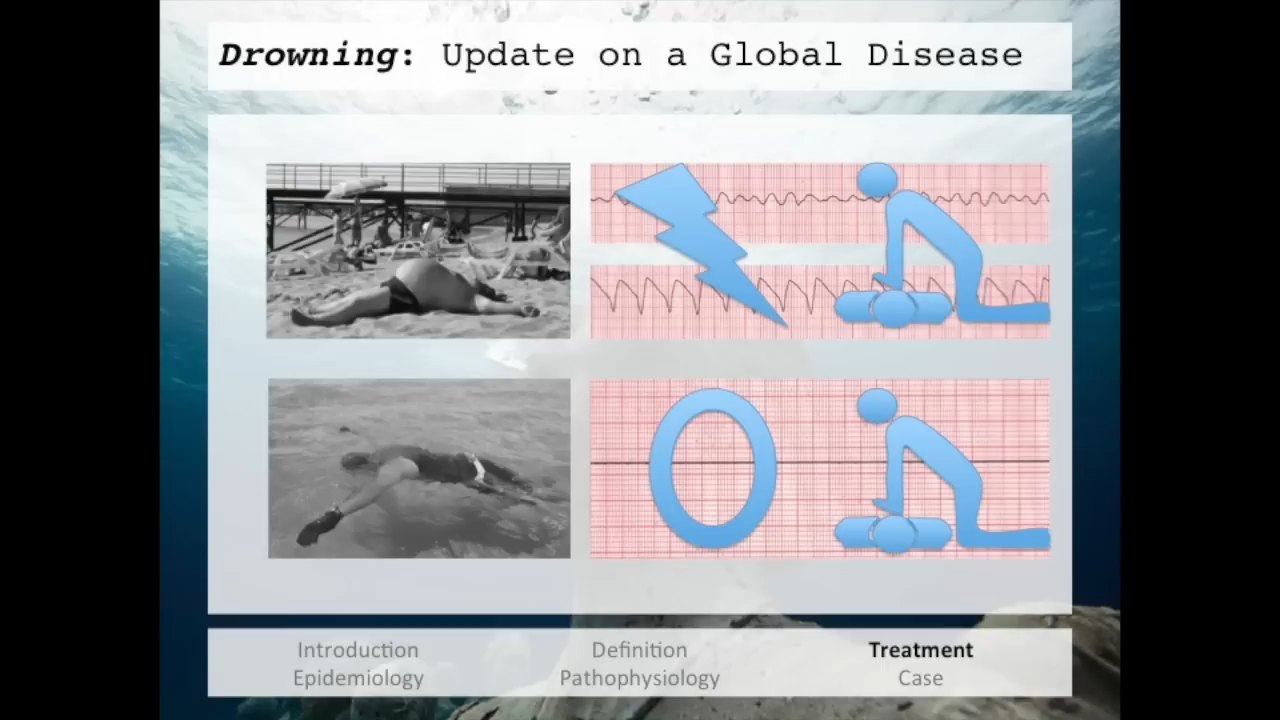 Drowning: Update on a Global Disease
Introduction
Epidemiology
Definition
Pathophysiology
Treatment
Case